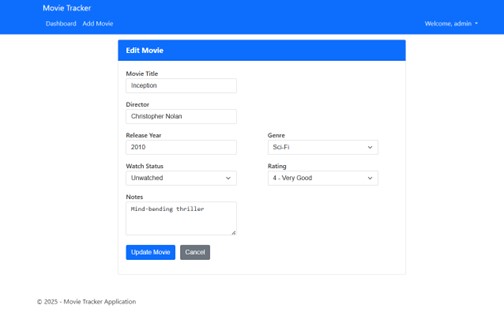 Movie Tracker
Dashboard Add Movie Welcome, admin
Edit Movie
Movie Title
Inception
Director
Christopher Nolan
Release Year Genre
2010 Sci-Fi
Watch Status Rating
Unwatched 4 - Very Good
Notes
Mind-bending thriller
Update Movie Cancel
© 2025 - Movie Tracker Application